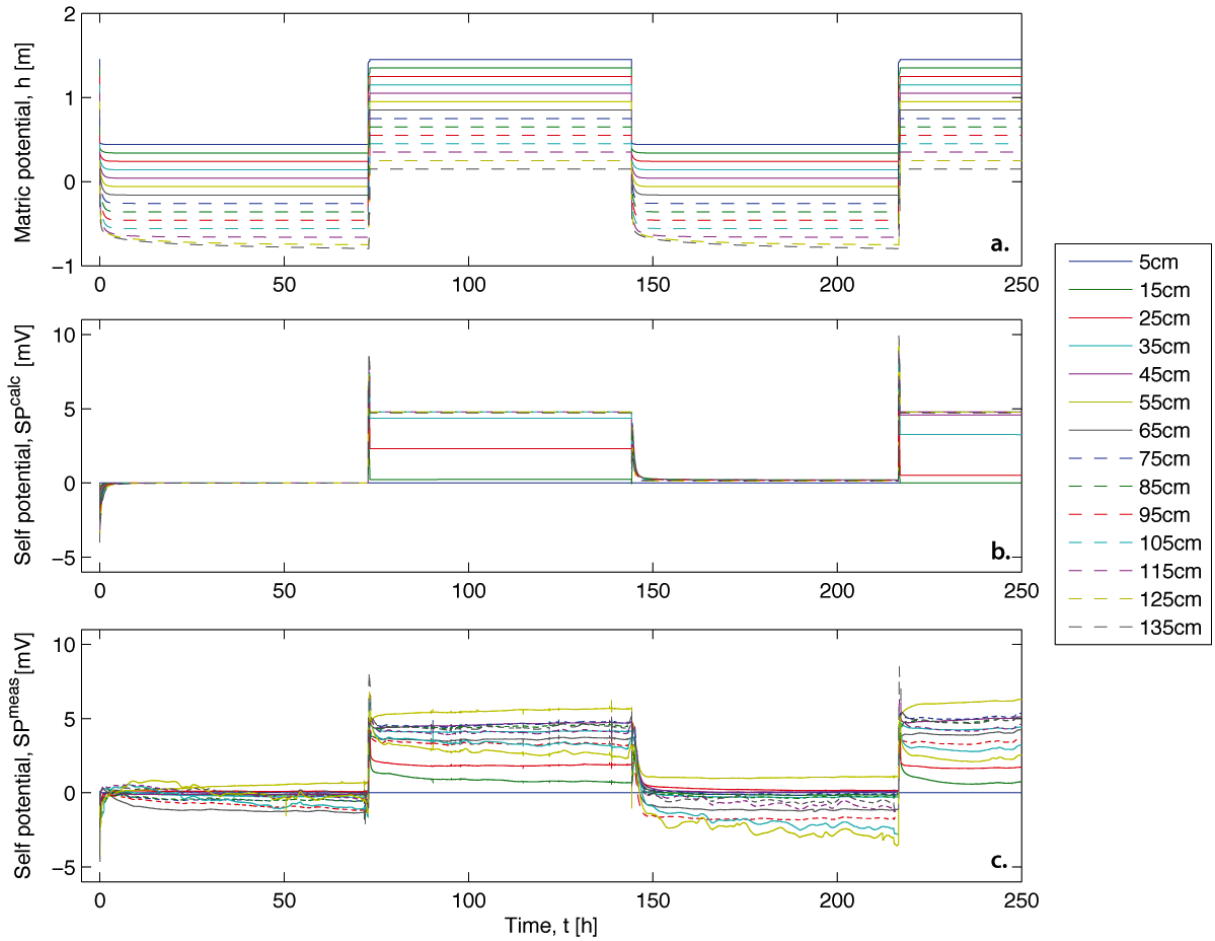 2
1
0
−1
Matric potential, h [m]
0
50
100
150
200
250
a.
10
5
0
−5
Self potential, SP^calc [mV]
0
50
100
150
200
250
b.
10
5
0
−5
Self potential, SP^meas [mV]
0
50
100
150
200
250
c.
Time, t [h]
5cm
15cm
25cm
35cm
45cm
55cm
65cm
75cm
85cm
95cm
105cm
115cm
125cm
135cm